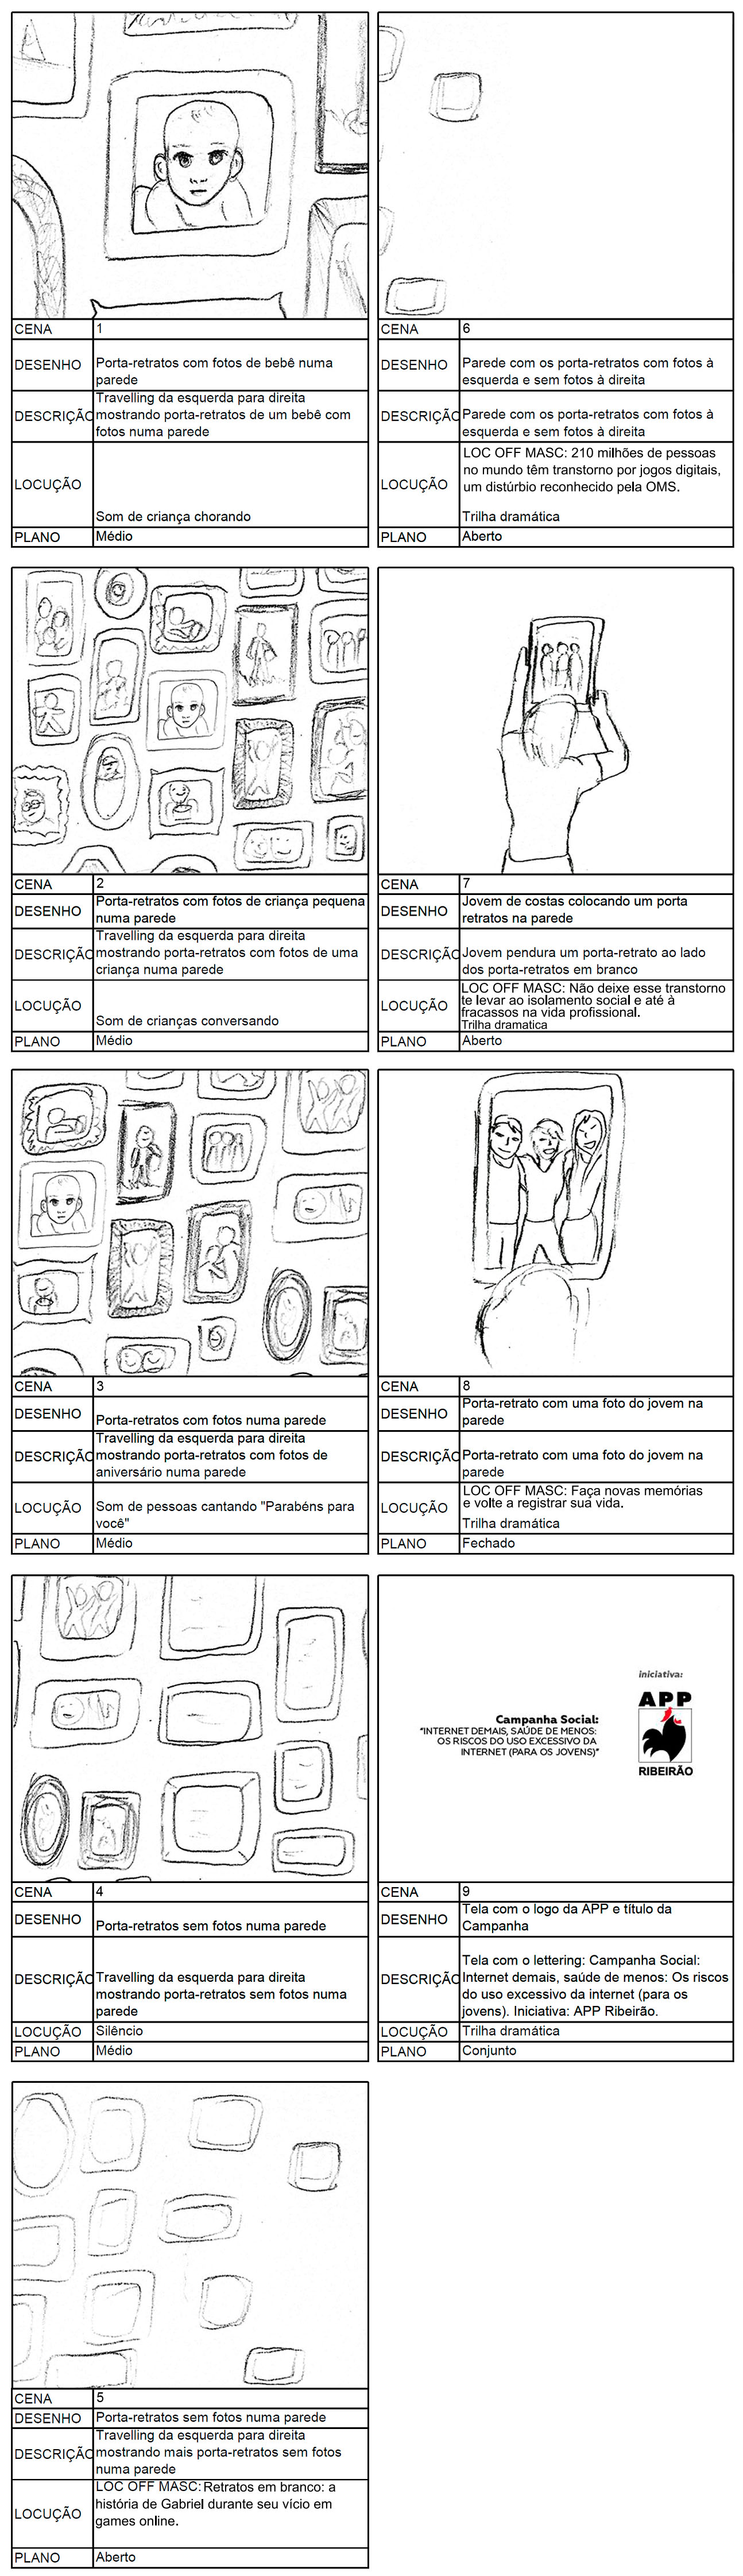 CENA 1
DESENHO Porta-retratos com fotos de bebê numa
parede
DESCRIÇÃO Travelling da esquerda para direita
mostrando porta-retratos de um bebê com
fotos numa parede
LOCUÇÃO Som de criança chorando
PLANO Médio
CENA 2
DESENHO Porta-retratos com fotos de criança pequena
numa parede
DESCRIÇÃO Travelling da esquerda para direita
mostrando porta-retratos com fotos de uma
criança numa parede
LOCUÇÃO Som de crianças conversando
PLANO Médio
CENA 3
DESENHO Porta-retratos com fotos numa parede
DESCRIÇÃO Travelling da esquerda para direita
mostrando porta-retratos com fotos de
aniversário numa parede
LOCUÇÃO Som de pessoas cantando "Parabéns para
você"
PLANO Médio
CENA 4
DESENHO Porta-retratos sem fotos numa parede
DESCRIÇÃO Travelling da esquerda para direita
mostrando porta-retratos sem fotos numa
parede
LOCUÇÃO Silêncio
PLANO Médio
CENA 5
DESENHO Porta-retratos sem fotos numa parede
DESCRIÇÃO Travelling da esquerda para direita
mostrando mais porta-retratos sem fotos
numa parede
LOCUÇÃO LOC OFF MASC: Retratos em branco: a
história de Gabriel durante seu vício em
games online.
PLANO Aberto
CENA 6
DESENHO Parede com os porta-retratos com fotos à
esquerda e sem fotos à direita
DESCRIÇÃO Parede com os porta-retratos com fotos à
esquerda e sem fotos à direita
LOCUÇÃO LOC OFF MASC: 210 milhões de pessoas
no mundo têm transtorno por jogos digitais,
um distúrbio reconhecido pela OMS.
Trilha dramática
PLANO Aberto
CENA 7
DESENHO Jovem de costas colocando um porta
retratos na parede
DESCRIÇÃO Jovem pendura um porta-retrato ao lado
dos porta-retratos em branco
LOCUÇÃO LOC OFF MASC: Não deixe esse transtorno
te levar ao isolamento social e até à
fracassos na vida profissional.
Trilha dramatica
PLANO Aberto
CENA 8
DESENHO Porta-retrato com uma foto do jovem na
parede
DESCRIÇÃO Porta-retrato com uma foto do jovem na
parede
LOCUÇÃO LOC OFF MASC: Faça novas memórias
e volte a registrar sua vida.
Trilha dramática
PLANO Fechado
iniciativa:
APP
RIBEIRÃO
Campanha Social:
"INTERNET DEMAIS, SAÚDE DE MENOS:
OS RISCOS DO USO EXCESSIVO DA
INTERNET (PARA OS JOVENS)"
CENA 9
DESENHO Tela com o logo da APP e título da
Campanha
DESCRIÇÃO Tela com o lettering: Campanha Social:
Internet demais, saúde de menos: Os riscos
do uso excessivo da internet (para os
jovens). Iniciativa: APP Ribeirão.
LOCUÇÃO Trilha dramática
PLANO Conjunto